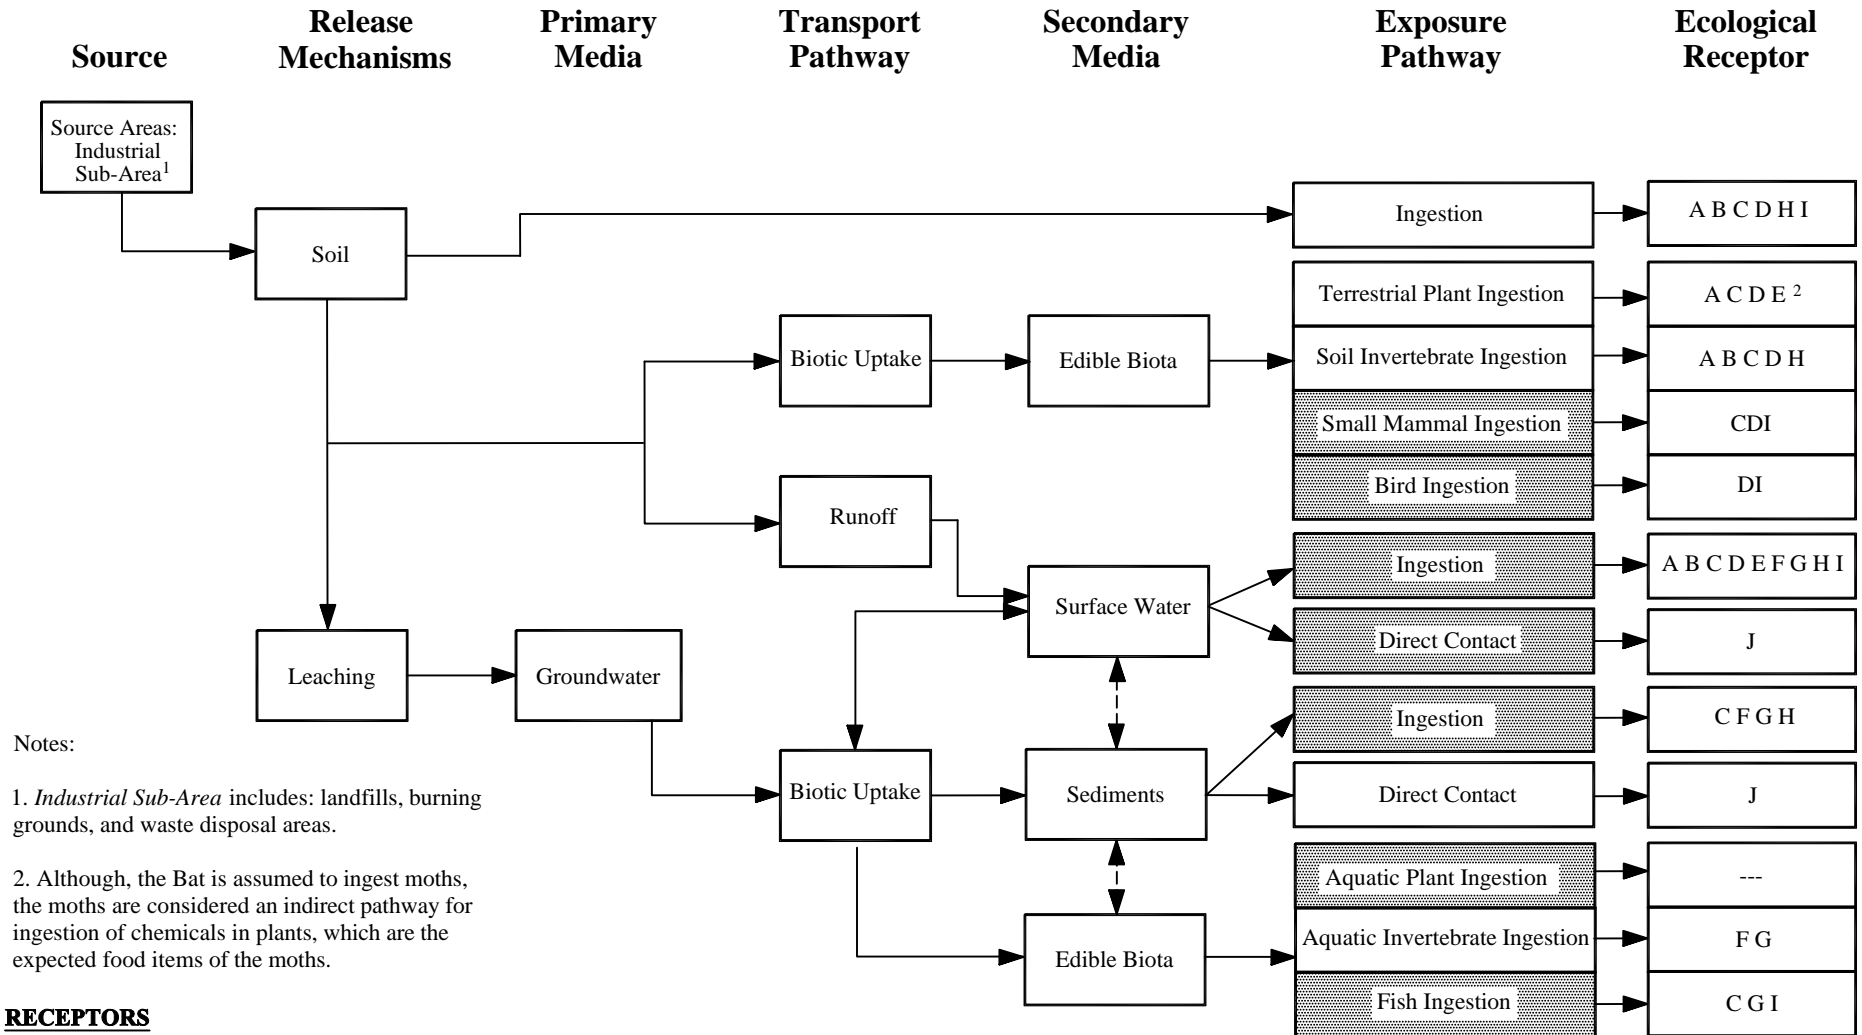 Source
Release
Mechanisms
Primary
Media
Transport
Pathway
Secondary
Media
Exposure
Pathway
Ecological
Receptor
Source Areas:
Industrial
Sub-Area1
Soil
Ingestion
A B C D H I
Terrestrial Plant Ingestion
A C D E 2
Biotic Uptake
Edible Biota
Soil Invertebrate Ingestion
A B C D H
Small Mammal Ingestion
CDI
Bird Ingestion
DI
Runoff
Ingestion
A B C D E F G H I
Surface Water
Direct Contact
J
Leaching
Groundwater
Ingestion
C F G H
Biotic Uptake
Sediments
Direct Contact
J
Aquatic Plant Ingestion
---
Edible Biota
Aquatic Invertebrate Ingestion
F G
Fish Ingestion
C G I
Notes:
1. Industrial Sub-Area includes: landfills, burning
grounds, and waste disposal areas.
2. Although, the Bat is assumed to ingest moths,
the moths are considered an indirect pathway for
ingestion of chemicals in plants, which are the
expected food items of the moths.
RECEPTORS